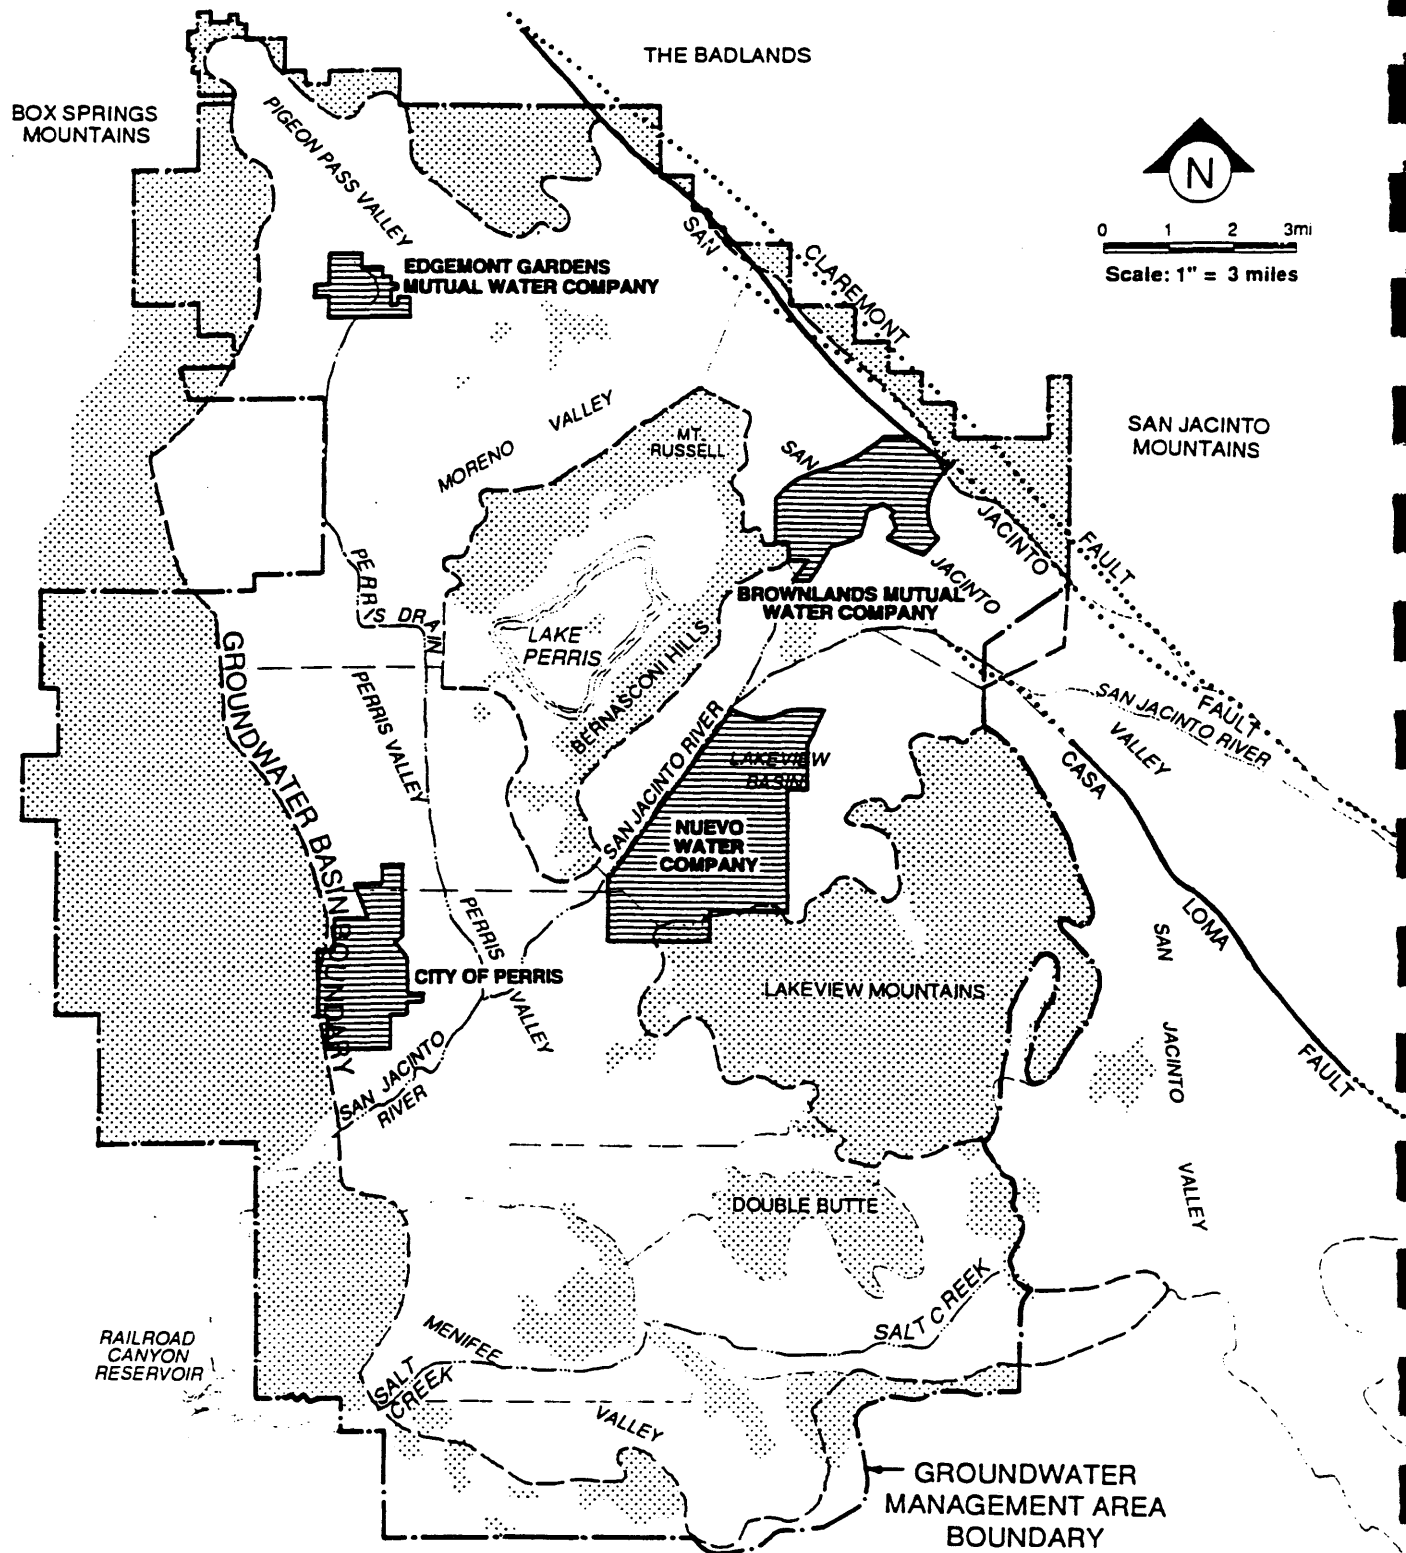 THE BADLANDS
BOX SPRINGS
MOUNTAINS
PIGEON PASS VALLEY
N
0 1 2 3mi
Scale: 1" = 3 miles
SAN
CLAREMONT
EDGEMONT GARDENS
MUTUAL WATER COMPANY
MORENO VALLEY
MT.
RUSSELL
SAN
SAN JACINTO
MOUNTAINS
JACINTO
FAULT
JACINTO
PERRIS DRAIN
BROWNLANDS MUTUAL
WATER COMPANY
LAKE
PERRIS
BERNASCONI HILLS
GROUNDWATER BASIN BOUNDARY
PERRIS VALLEY
SAN JACINTO RIVER
SAN JACINTO RIVER
FAULT
VALLEY
LAKEVIEW
BASIN
CASA
NUEVO
WATER
COMPANY
LOMA
PERRIS
SAN
CITY OF PERRIS
VALLEY
LAKEVIEW MOUNTAINS
JACINTO
FAULT
SAN JACINTO
RIVER
VALLEY
DOUBLE BUTTE
SALT CREEK
MENIFEE
RAILROAD
CANYON
RESERVOIR
SALT
CREEK
VALLEY
GROUNDWATER
MANAGEMENT AREA
BOUNDARY